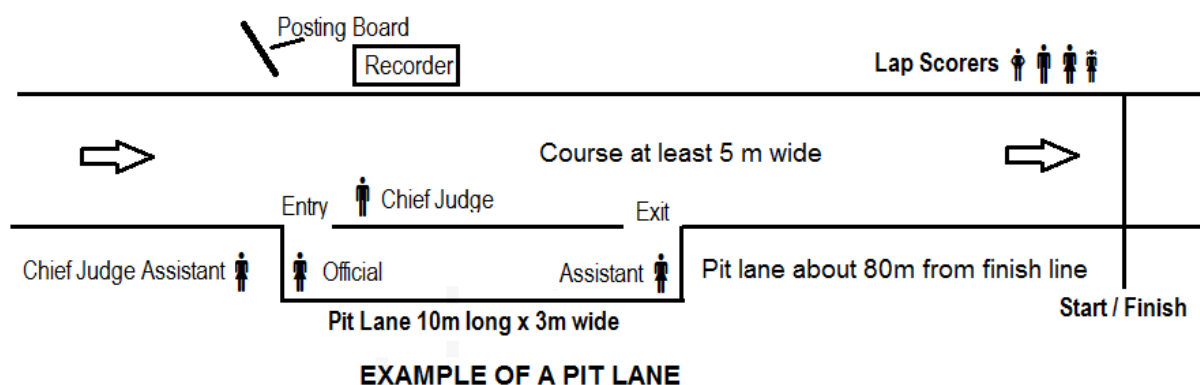 Posting Board
Recorder
Lap Scorers
Course at least 5 m wide
Entry
Chief Judge
Exit
Chief Judge Assistant
Official
Assistant
Pit lane about 80m from finish line
Start / Finish
Pit Lane 10m long x 3m wide
EXAMPLE OF A PIT LANE